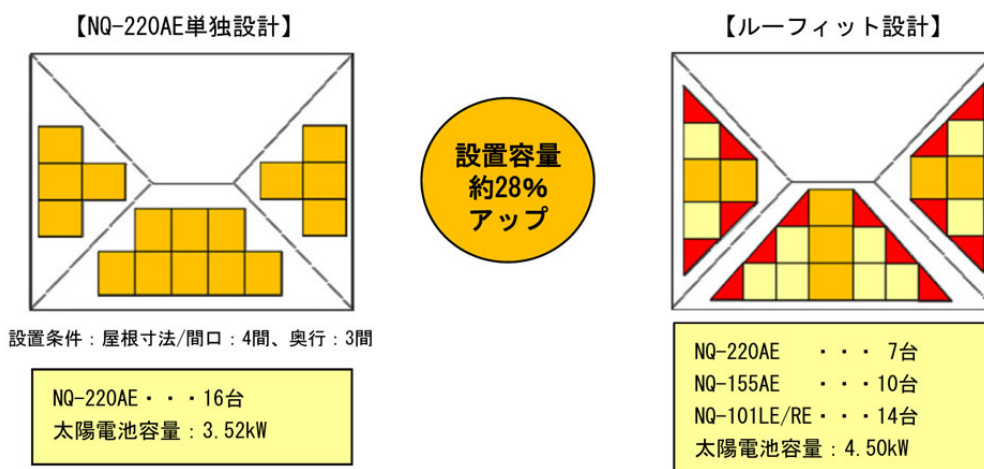 【NQ-220AE単独設計】
【ルーフィット設計】
設置容量
約28%
アップ
設置条件：屋根寸法/間口：4間、奥行：3間
NQ-220AE・・・16台
太陽電池容量：3.52kW
NQ-220AE ・・・ 7台
NQ-155AE ・・・10台
NQ-101LE/RE・・・14台
太陽電池容量：4.50kW